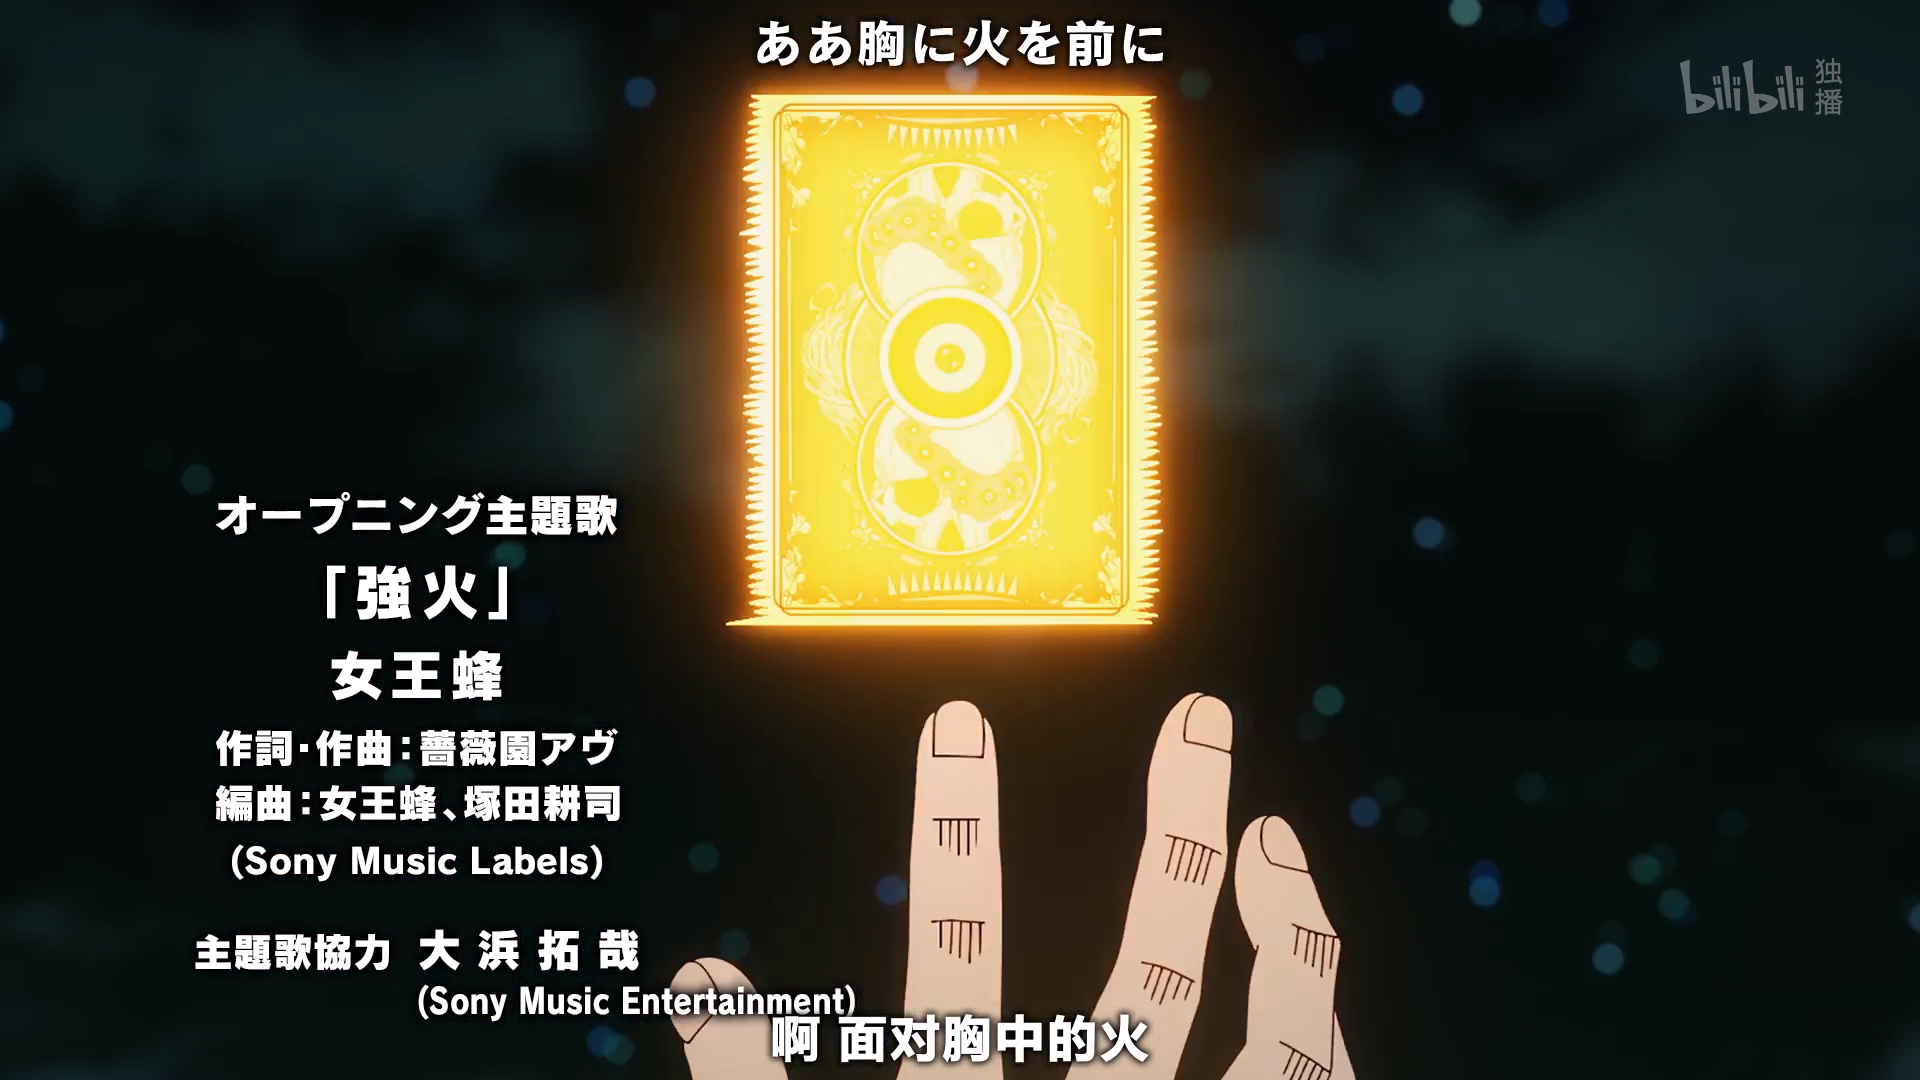 ああ胸に火を前に
bilibili 独播
オープニング主題歌
「強火」
女王蜂
作詞・作曲：薔薇園アヴ
編曲：女王蜂、塚田耕司
(Sony Music Labels)
主題歌協力 大浜拓哉
(Sony Music Entertainment)
啊 面对胸中的火